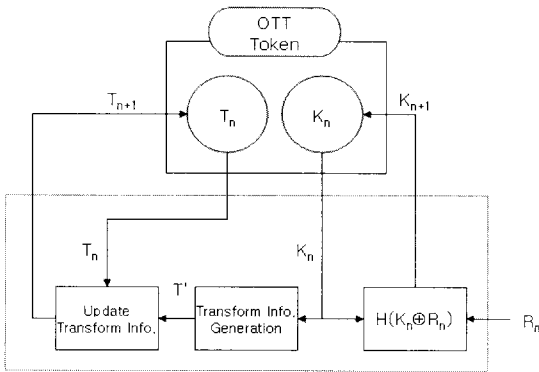 OTT
Token
T_{n+1}
K_{n+1}
T_n
K_n
T_n
K_n
T'
Update
Transform Info.
Transform Info.
Generation
H(K_n⊕R_n)
R_n